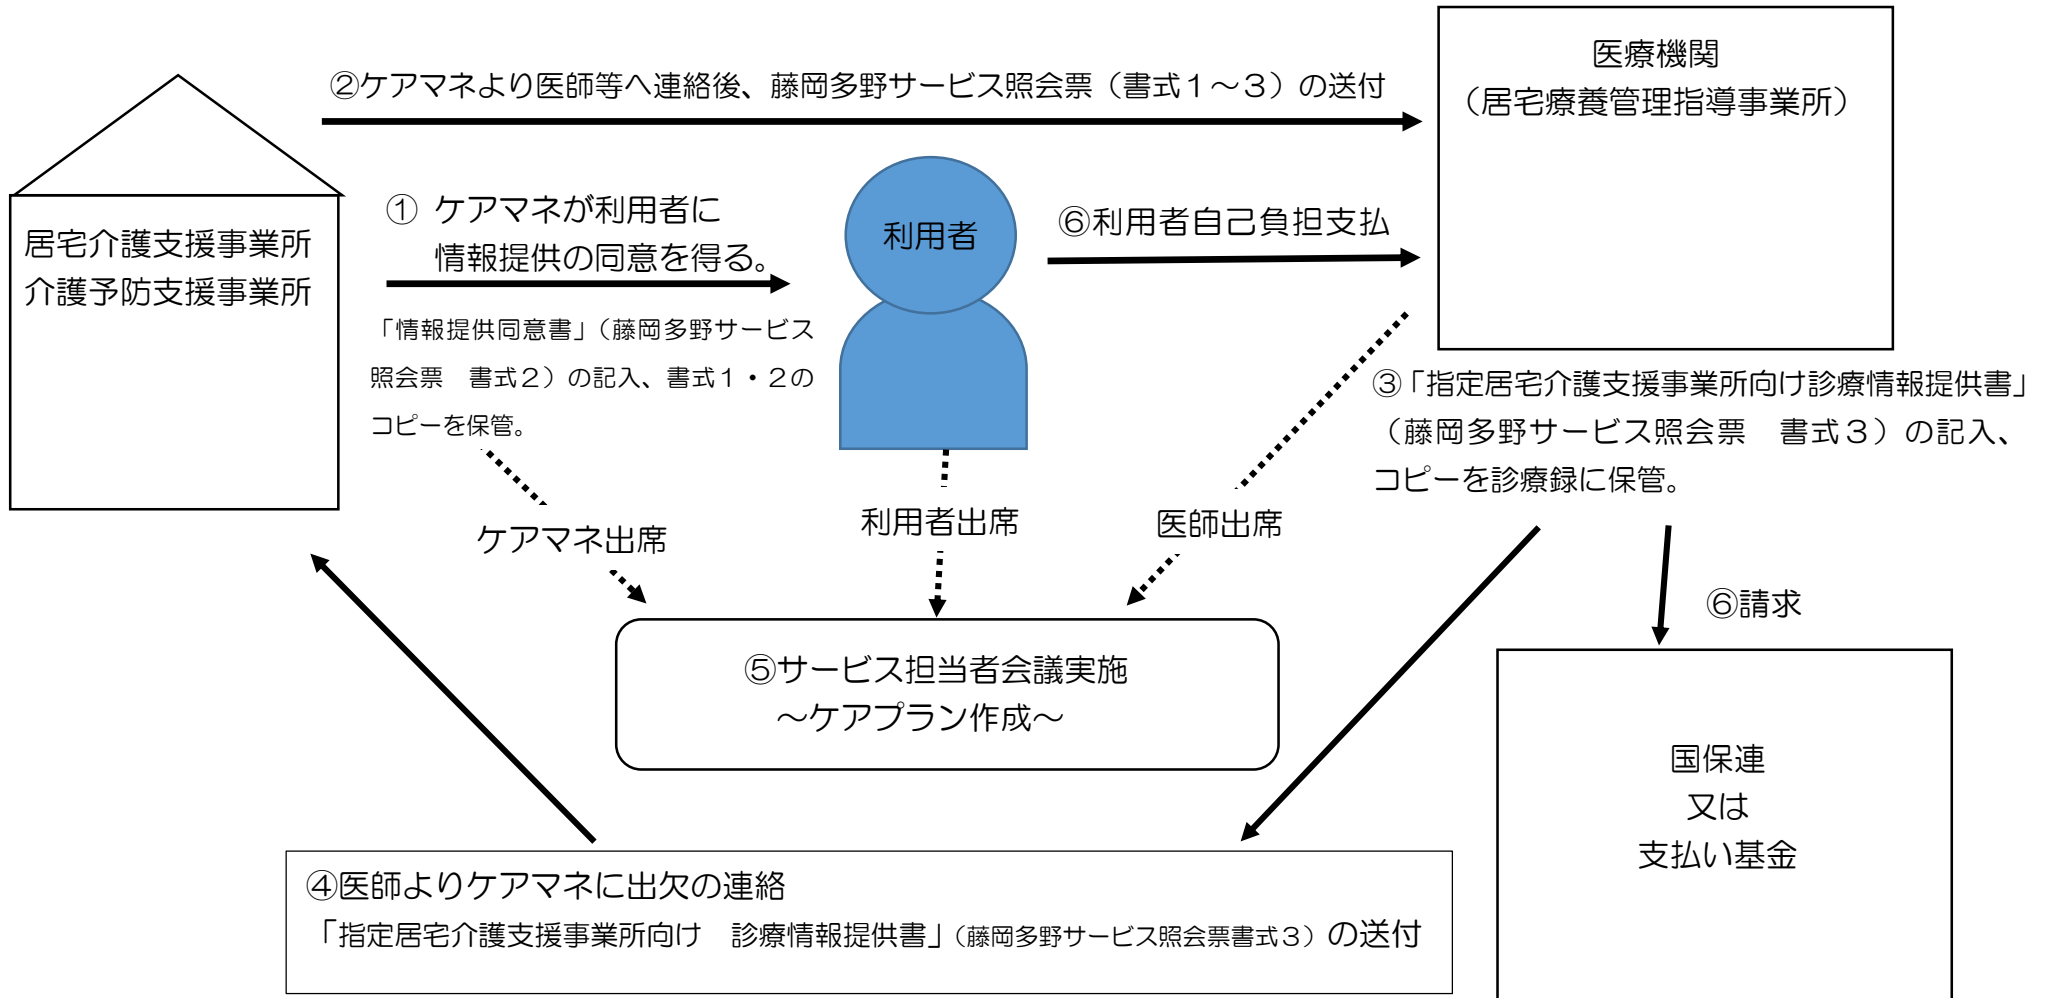 ②ケアマネより医師等へ連絡後、藤岡多野サービス照会票（書式１～３）の送付
医療機関
（居宅療養管理指導事業所）
居宅介護支援事業所
介護予防支援事業所
① ケアマネが利用者に
情報提供の同意を得る。
「情報提供同意書」（藤岡多野サービス
照会票　書式２）の記入、書式１・２の
コピーを保管。
利用者
⑥利用者自己負担支払
③「指定居宅介護支援事業所向け診療情報提供書」
（藤岡多野サービス照会票　書式３）の記入、
コピーを診療録に保管。
ケアマネ出席
利用者出席
医師出席
⑥請求
⑤サービス担当者会議実施
～ケアプラン作成～
国保連
又は
支払い基金
④医師よりケアマネに出欠の連絡
「指定居宅介護支援事業所向け　診療情報提供書」（藤岡多野サービス照会票書式３）の送付